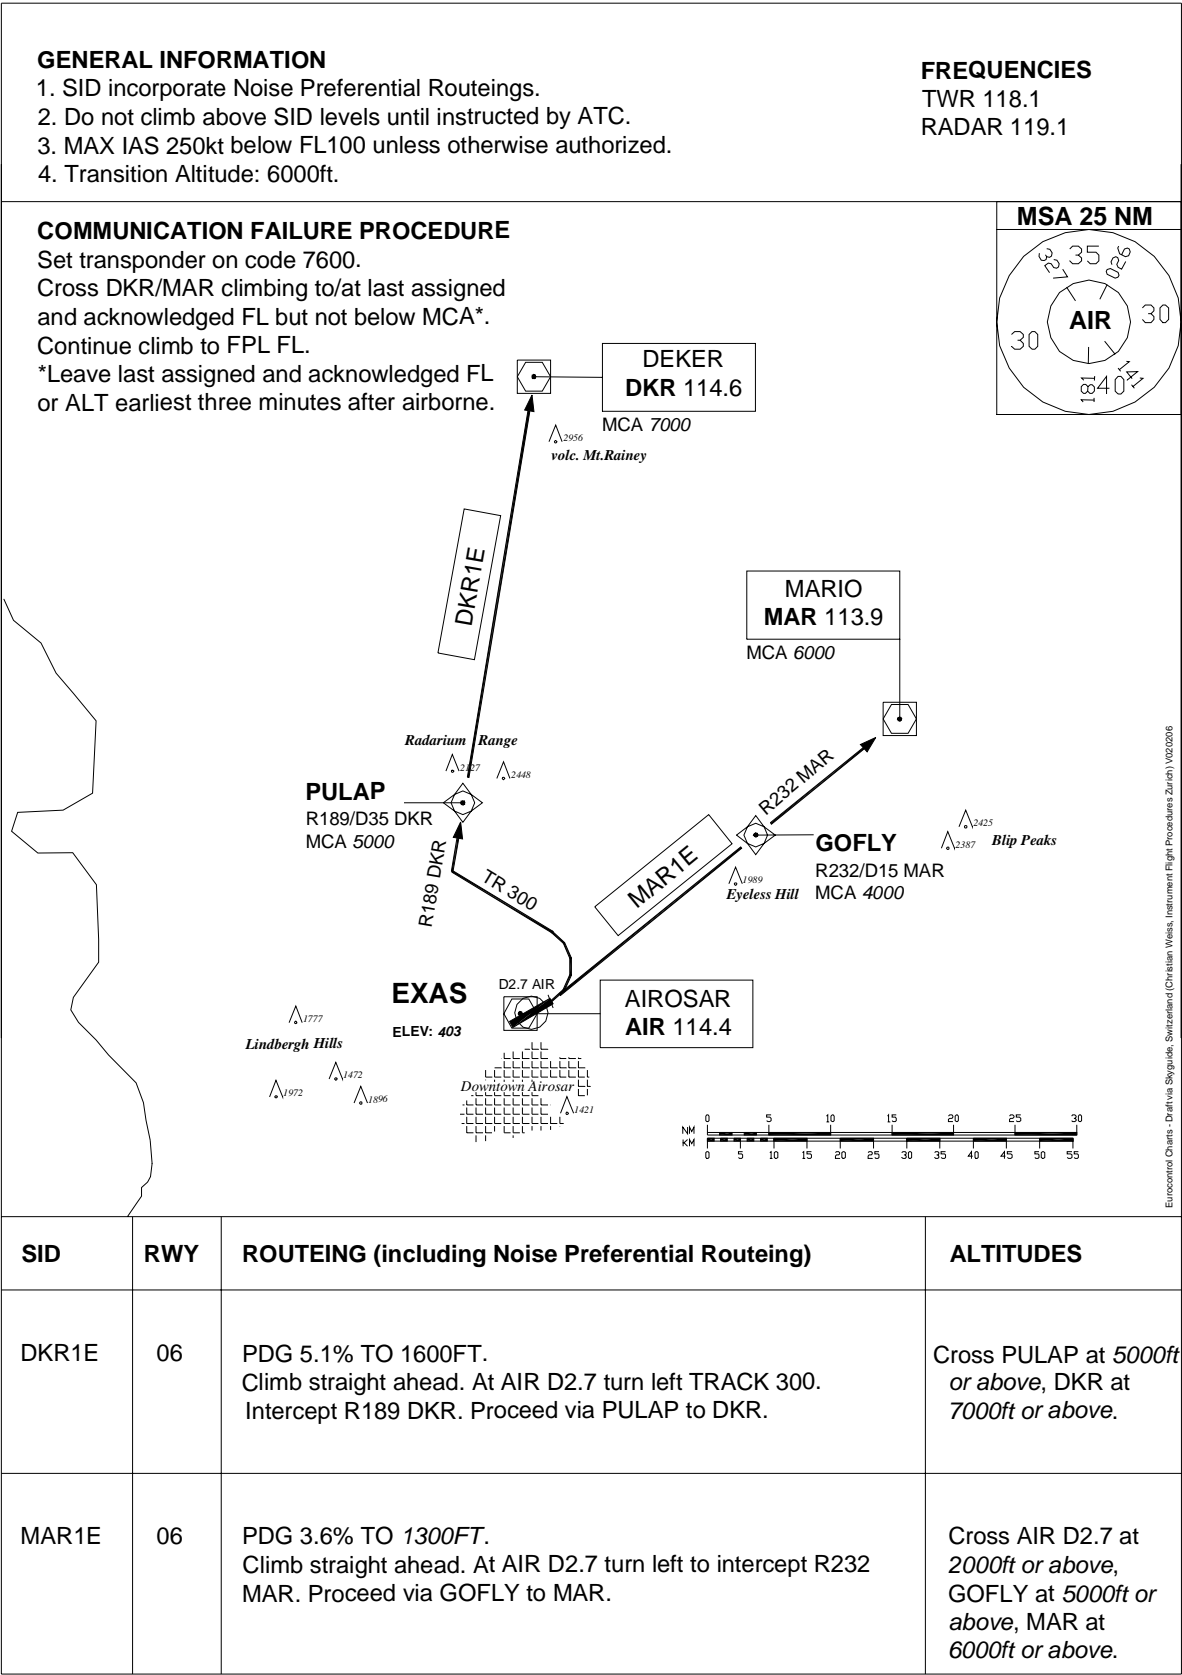 GENERAL INFORMATION
1. SID incorporate Noise Preferential Routeings.
2. Do not climb above SID levels until instructed by ATC.
3. MAX IAS 250kt below FL100 unless otherwise authorized.
4. Transition Altitude: 6000ft.
FREQUENCIES
TWR 118.1
RADAR 119.1
COMMUNICATION FAILURE PROCEDURE
Set transponder on code 7600.
Cross DKR/MAR climbing to/at last assigned
and acknowledged FL but not below MCA*.
Continue climb to FPL FL.
*Leave last assigned and acknowledged FL
or ALT earliest three minutes after airborne.
MSA 25 NM
327 35 026
30 AIR 30
181 40 141
DEKER
DKR 114.6
MCA 7000
2956
volc. Mt.Rainey
DKR1E
MARIO
MAR 113.9
MCA 6000
Radarium Range
2127
2448
PULAP
R189/D35 DKR
MCA 5000
R189 DKR
TR 300
R232 MAR
MAR1E
GOFLY
R232/D15 MAR
MCA 4000
2425
2387
Blip Peaks
1989
Eyeless Hill
EXAS
ELEV: 403
D2.7 AIR
AIROSAR
AIR 114.4
1777
Lindbergh Hills
1472
1972
1896
Downtown Airosar
1421
0 5 10 15 20 25 30
NM
KM
0 5 10 15 20 25 30 35 40 45 50 55
Eurocontrol Charts - Draft via Skyguide, Switzerland (Christian Weiss, Instrument Flight Procedures Zurich) V020206
SID RWY ROUTEING (including Noise Preferential Routeing) ALTITUDES
DKR1E 06
PDG 5.1% TO 1600FT.
Climb straight ahead. At AIR D2.7 turn left TRACK 300.
Intercept R189 DKR. Proceed via PULAP to DKR.
Cross PULAP at 5000ft
or above, DKR at
7000ft or above.
MAR1E 06
PDG 3.6% TO 1300FT.
Climb straight ahead. At AIR D2.7 turn left to intercept R232
MAR. Proceed via GOFLY to MAR.
Cross AIR D2.7 at
2000ft or above,
GOFLY at 5000ft or
above, MAR at
6000ft or above.